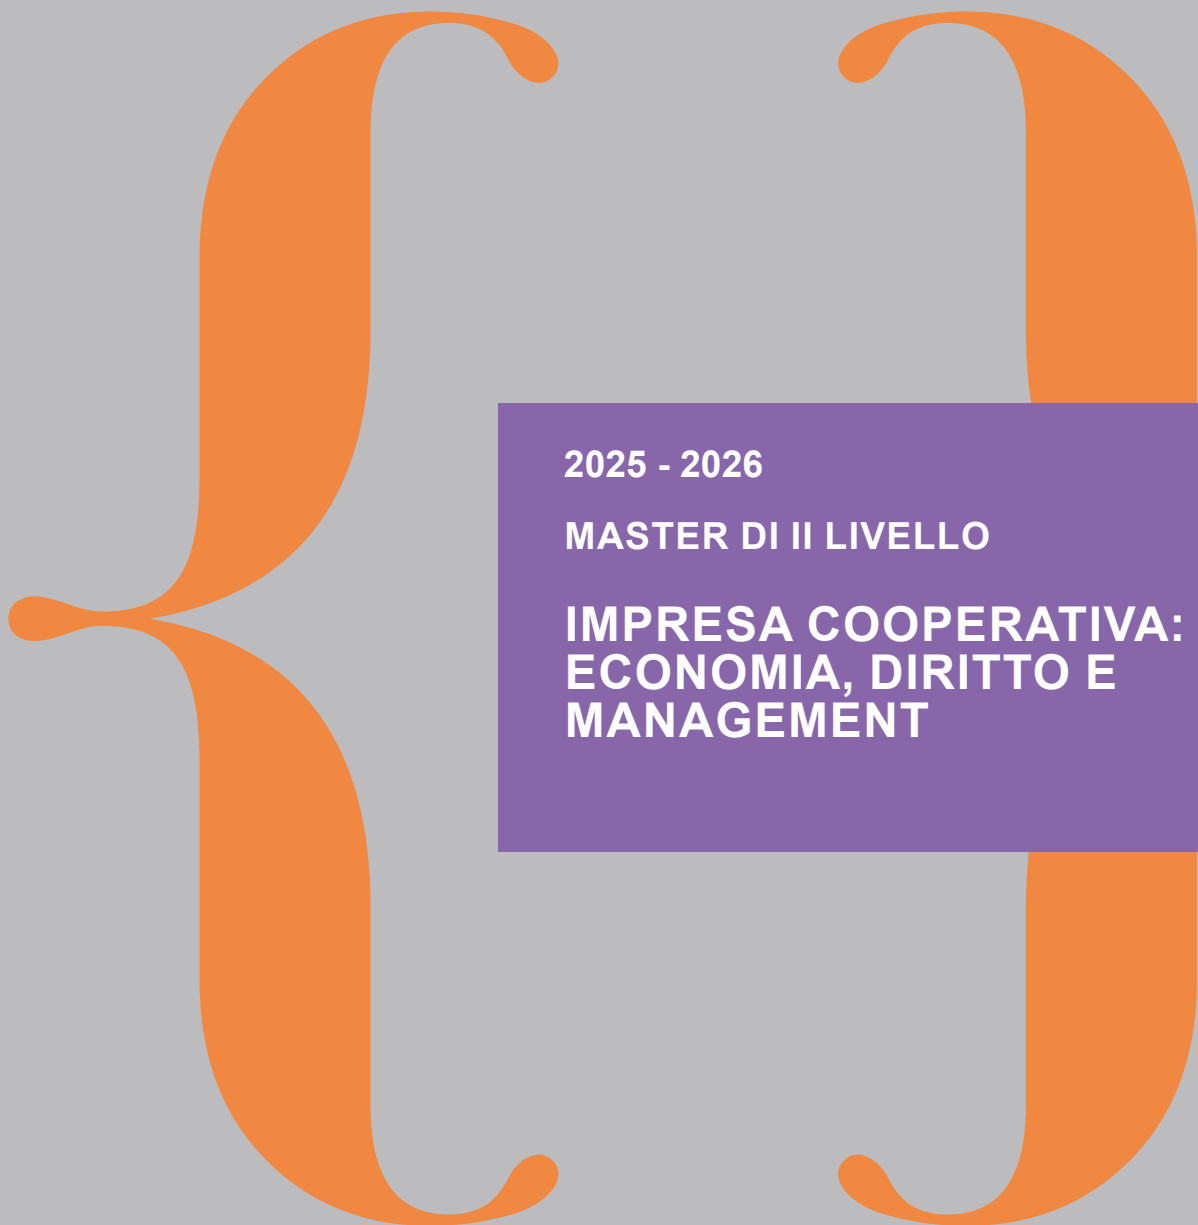 2025 - 2026
MASTER DI II LIVELLO
IMPRESA COOPERATIVA:
ECONOMIA, DIRITTO E
MANAGEMENT